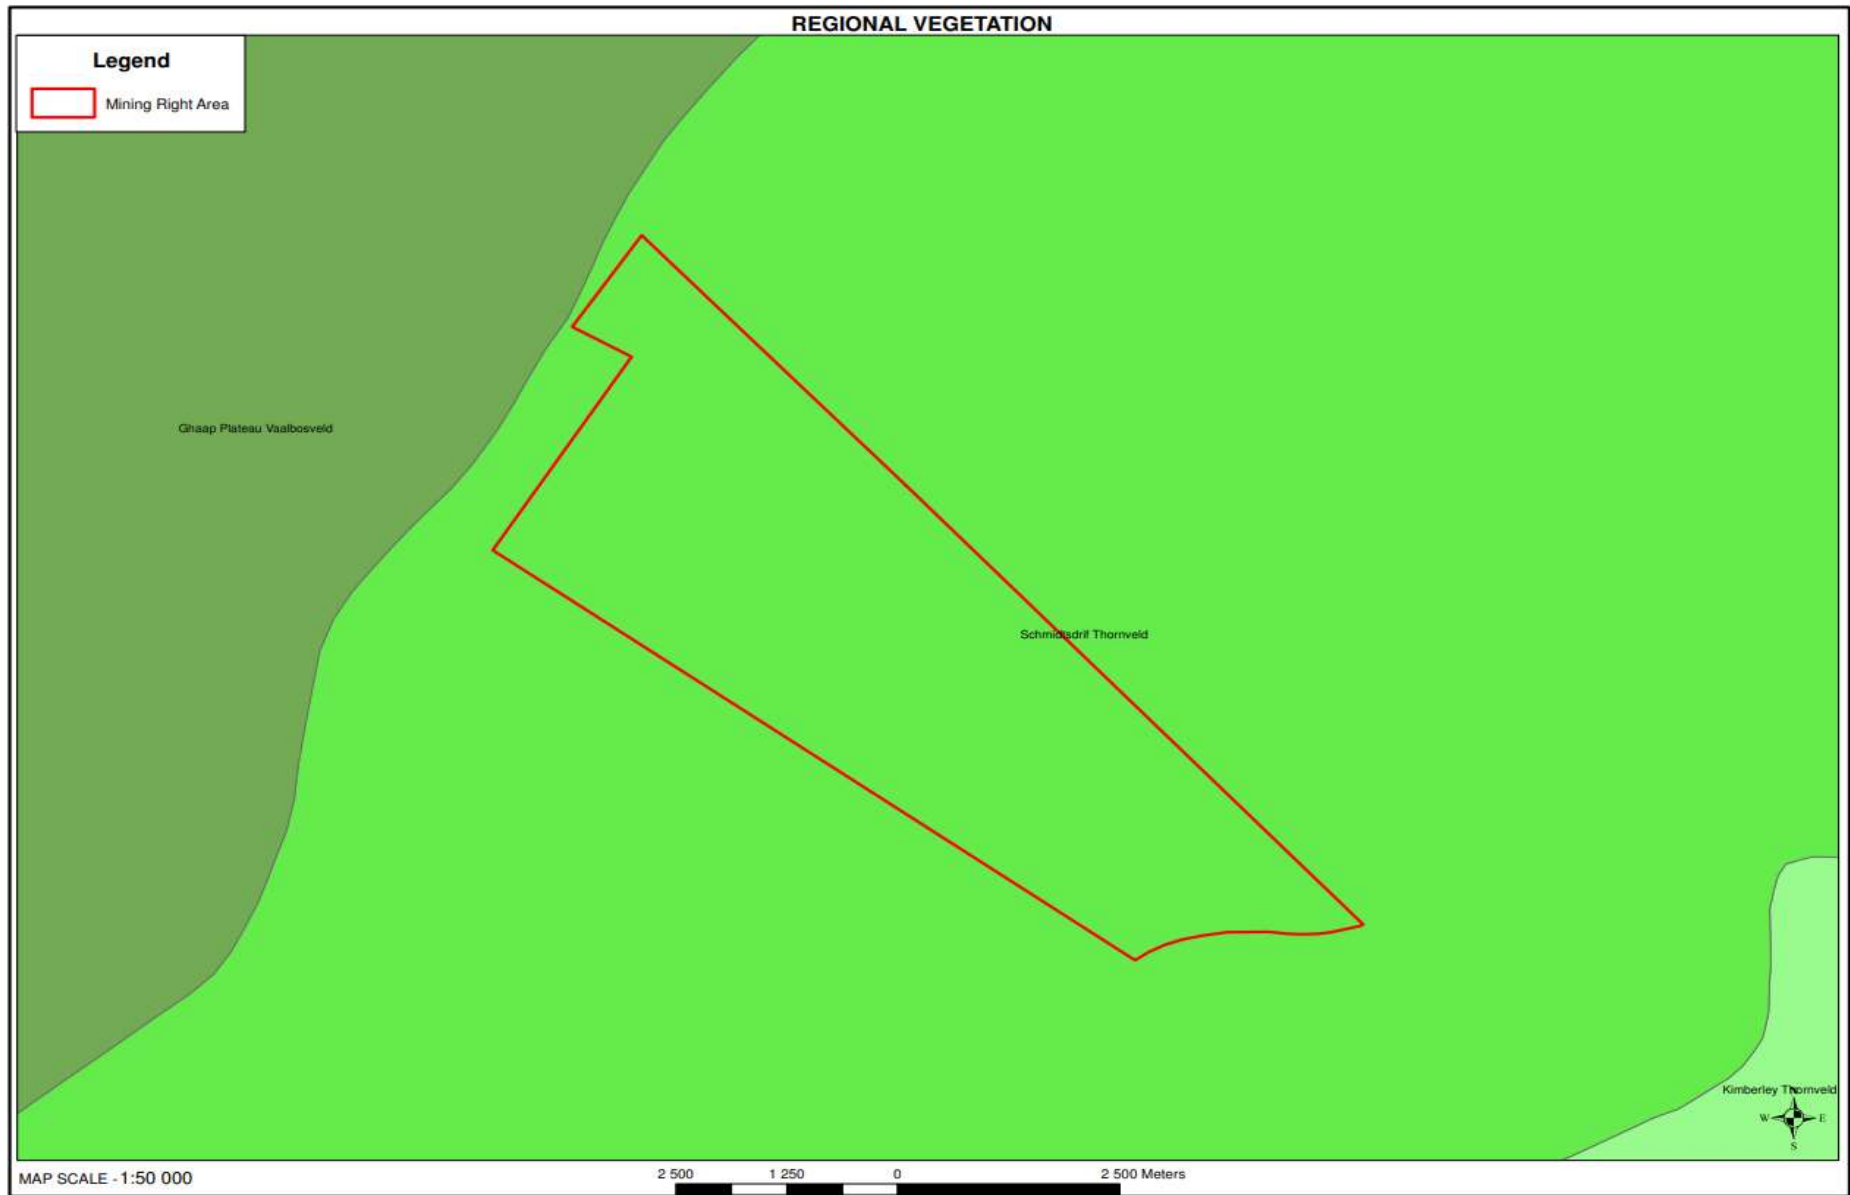 REGIONAL VEGETATION
Legend
Mining Right Area
Ghaap Plateau Vaalbosveld
Schmidtsdrif Thornveld
Kimberley Thornveld
N
W E
S
MAP SCALE - 1:50 000
2 500 1 250 0 2 500 Meters